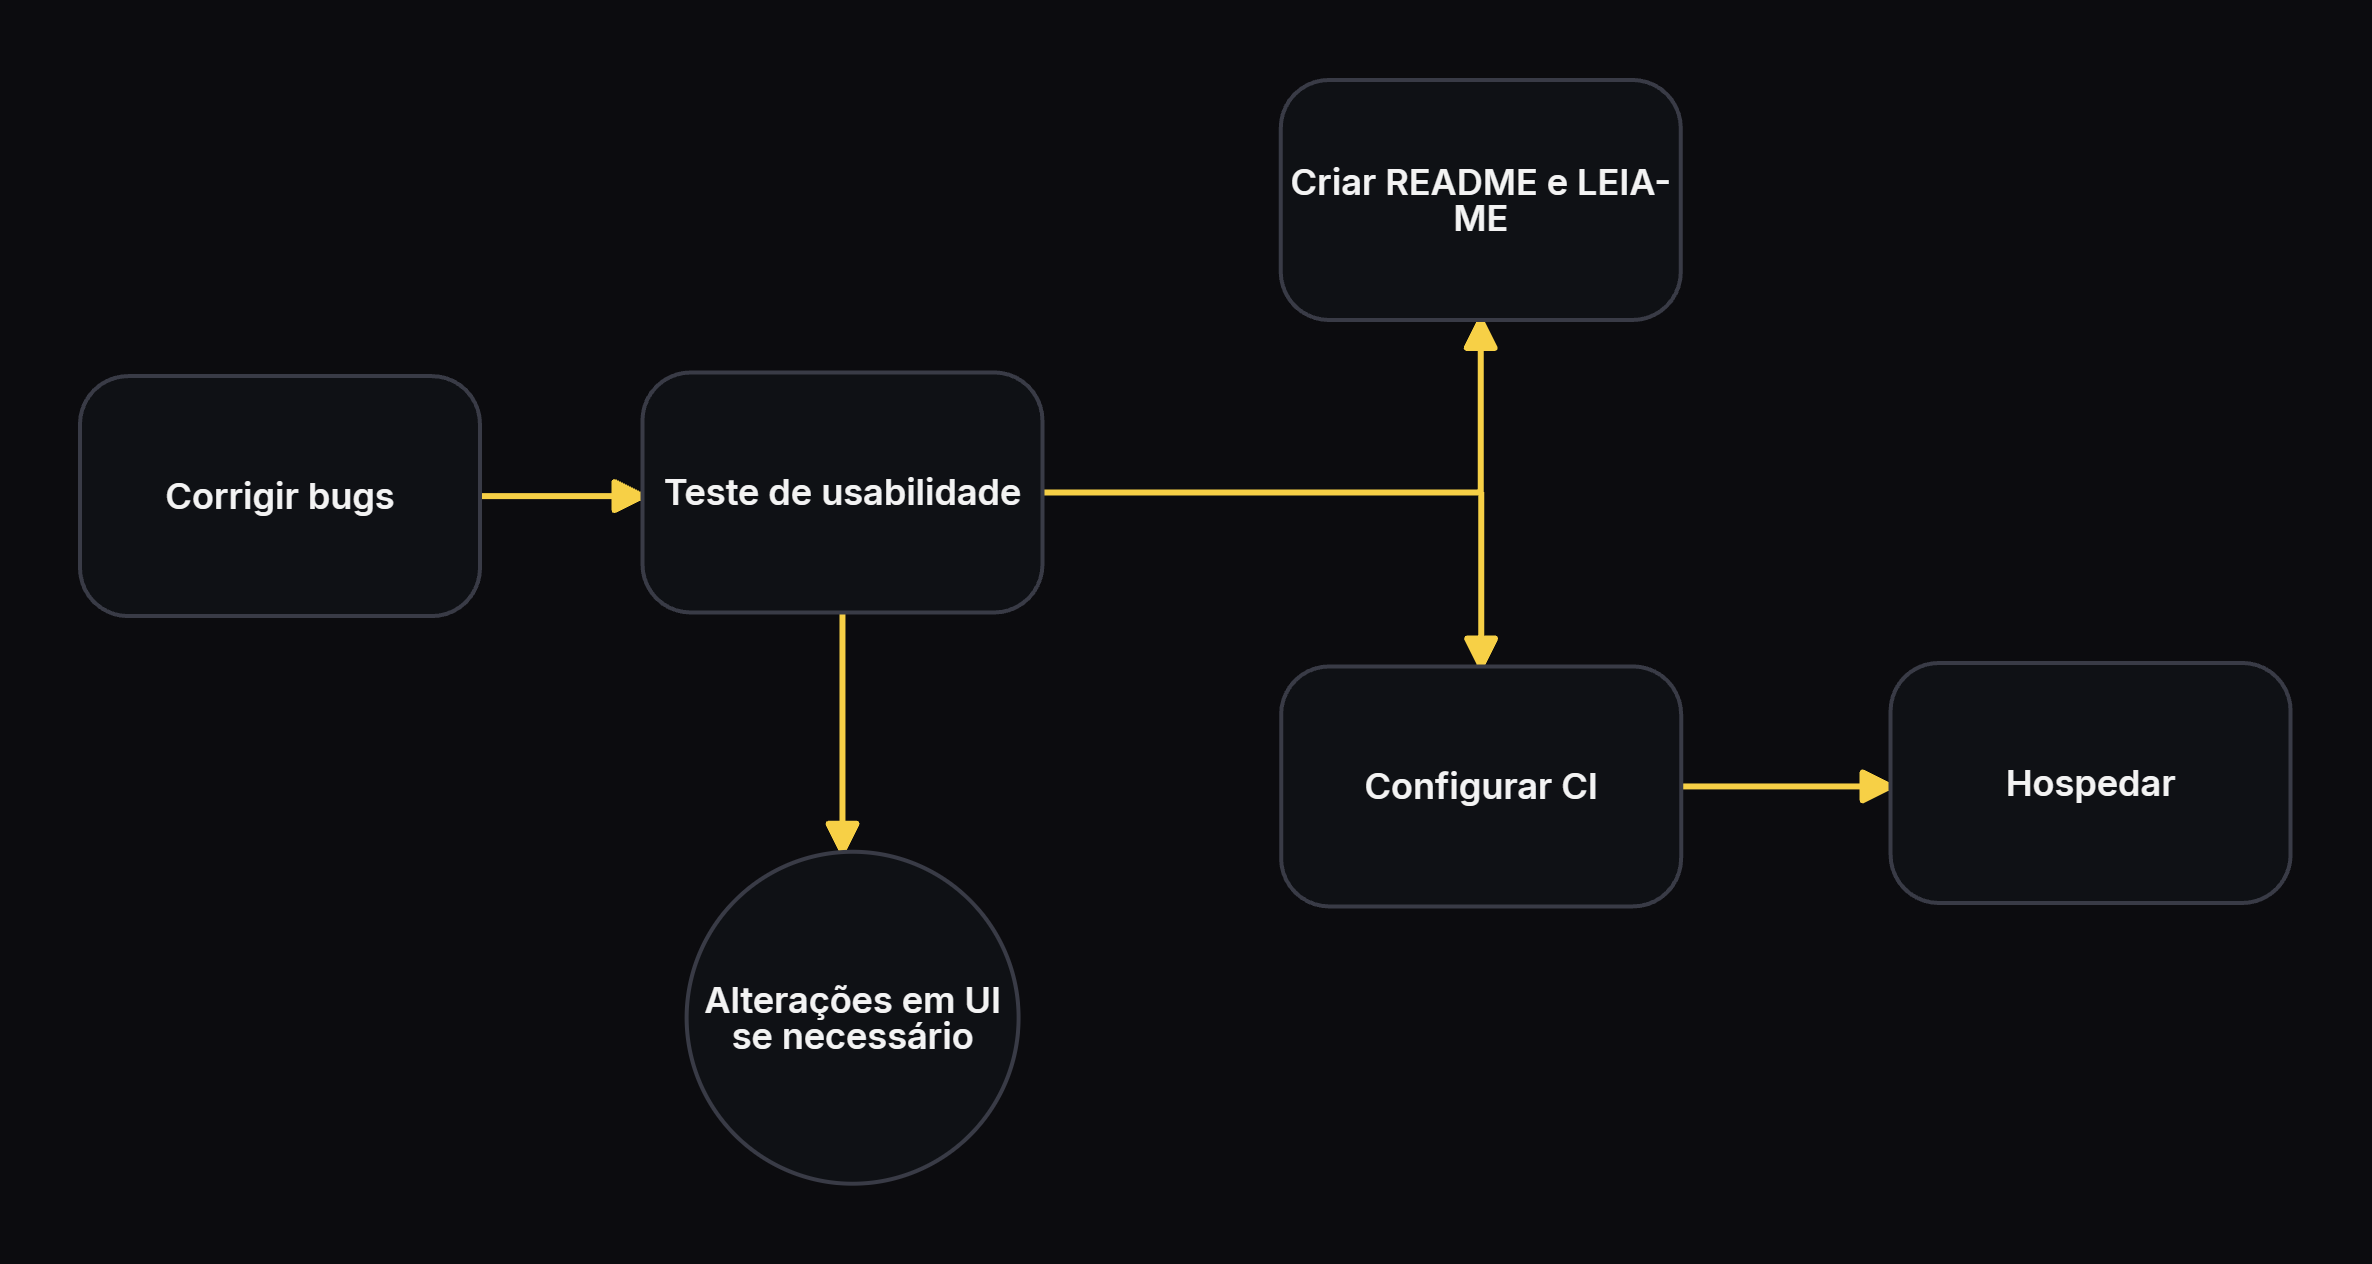 Criar README e LEIA-
ME
Corrigir bugs
Teste de usabilidade
Configurar CI
Hospedar
Alterações em UI
se necessário